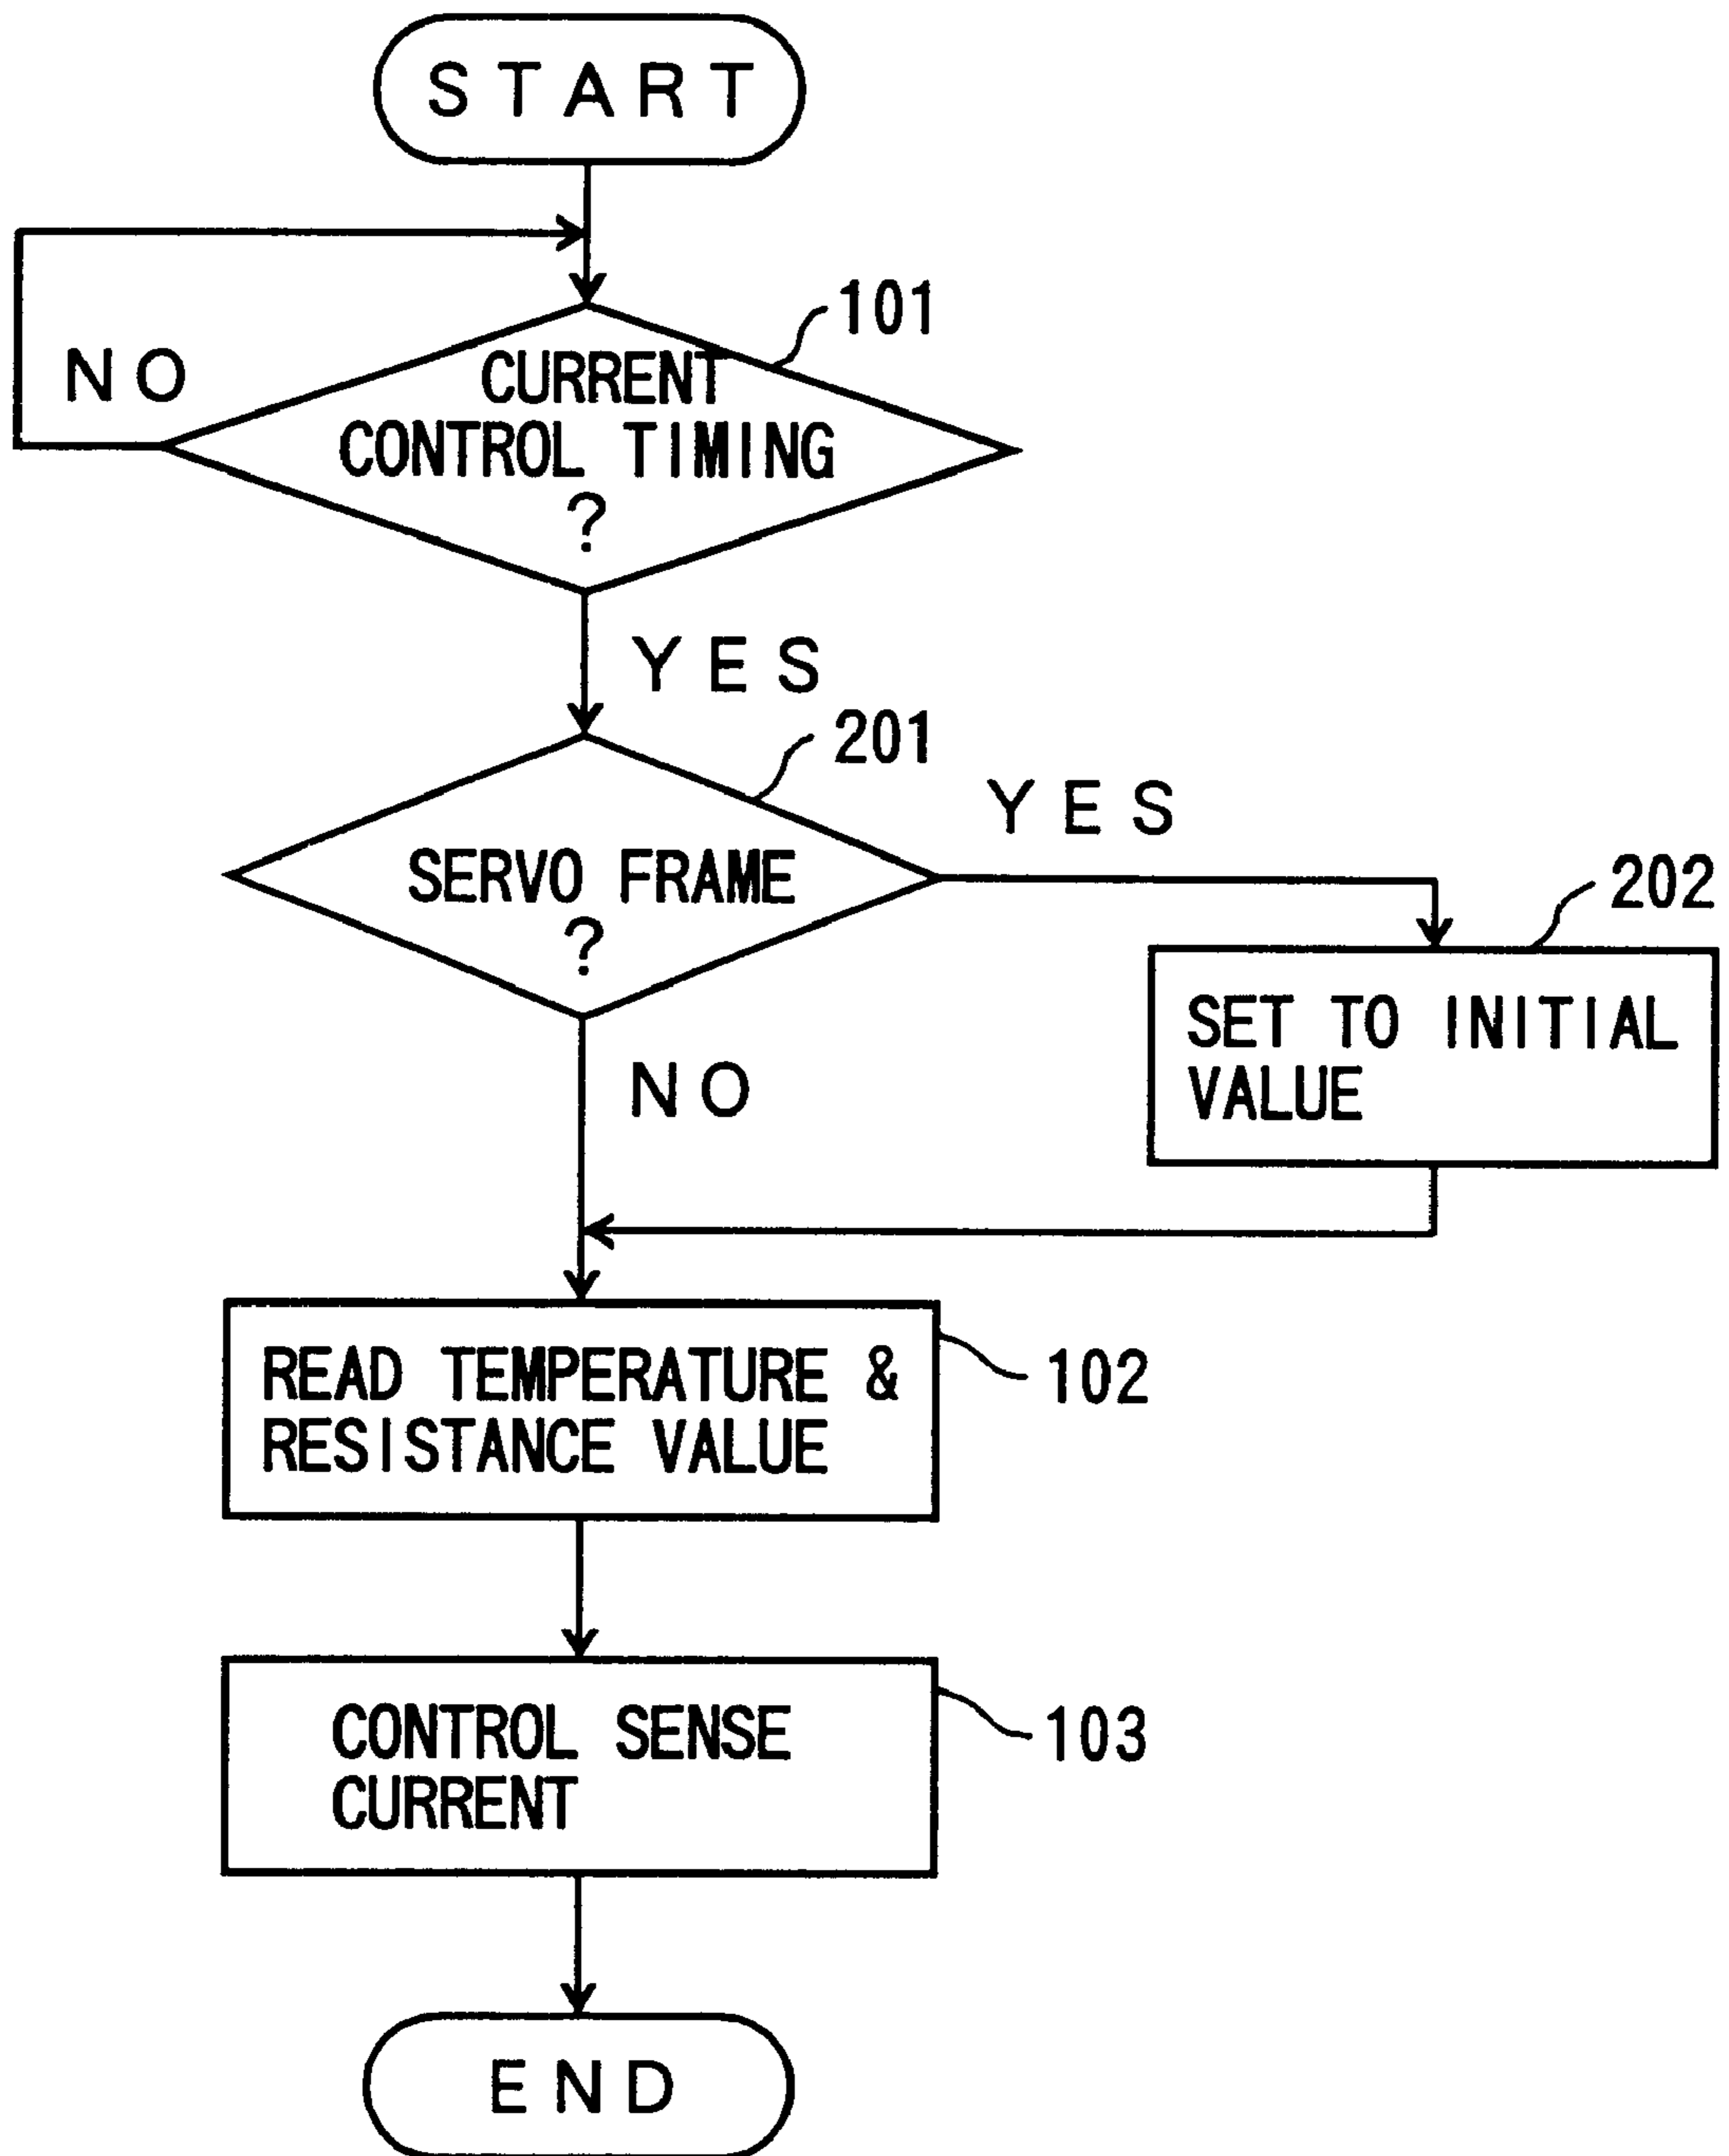 START
101
CURRENT
CONTROL TIMING
?
NO
YES
201
SERVO FRAME
?
YES
202
SET TO INITIAL
VALUE
NO
READ TEMPERATURE &
RESISTANCE VALUE
102
CONTROL SENSE
CURRENT
103
END